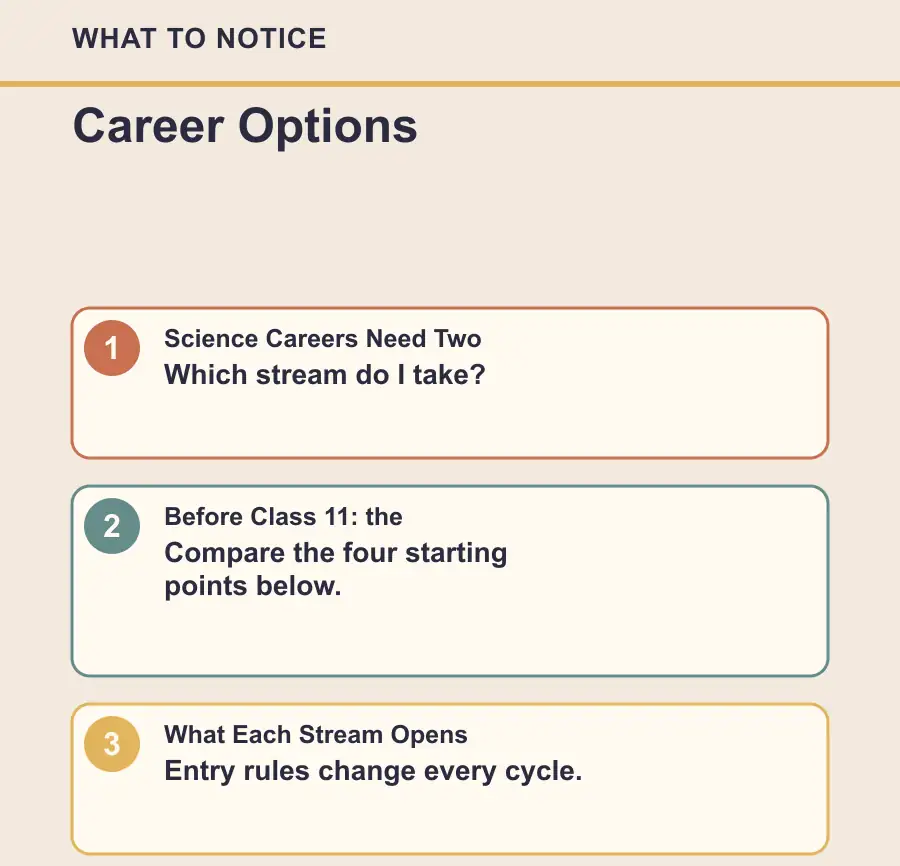 WHAT TO NOTICE
Career Options
1
Science Careers Need Two
Which stream do I take?
2
Before Class 11: the
Compare the four starting
points below.
3
What Each Stream Opens
Entry rules change every cycle.